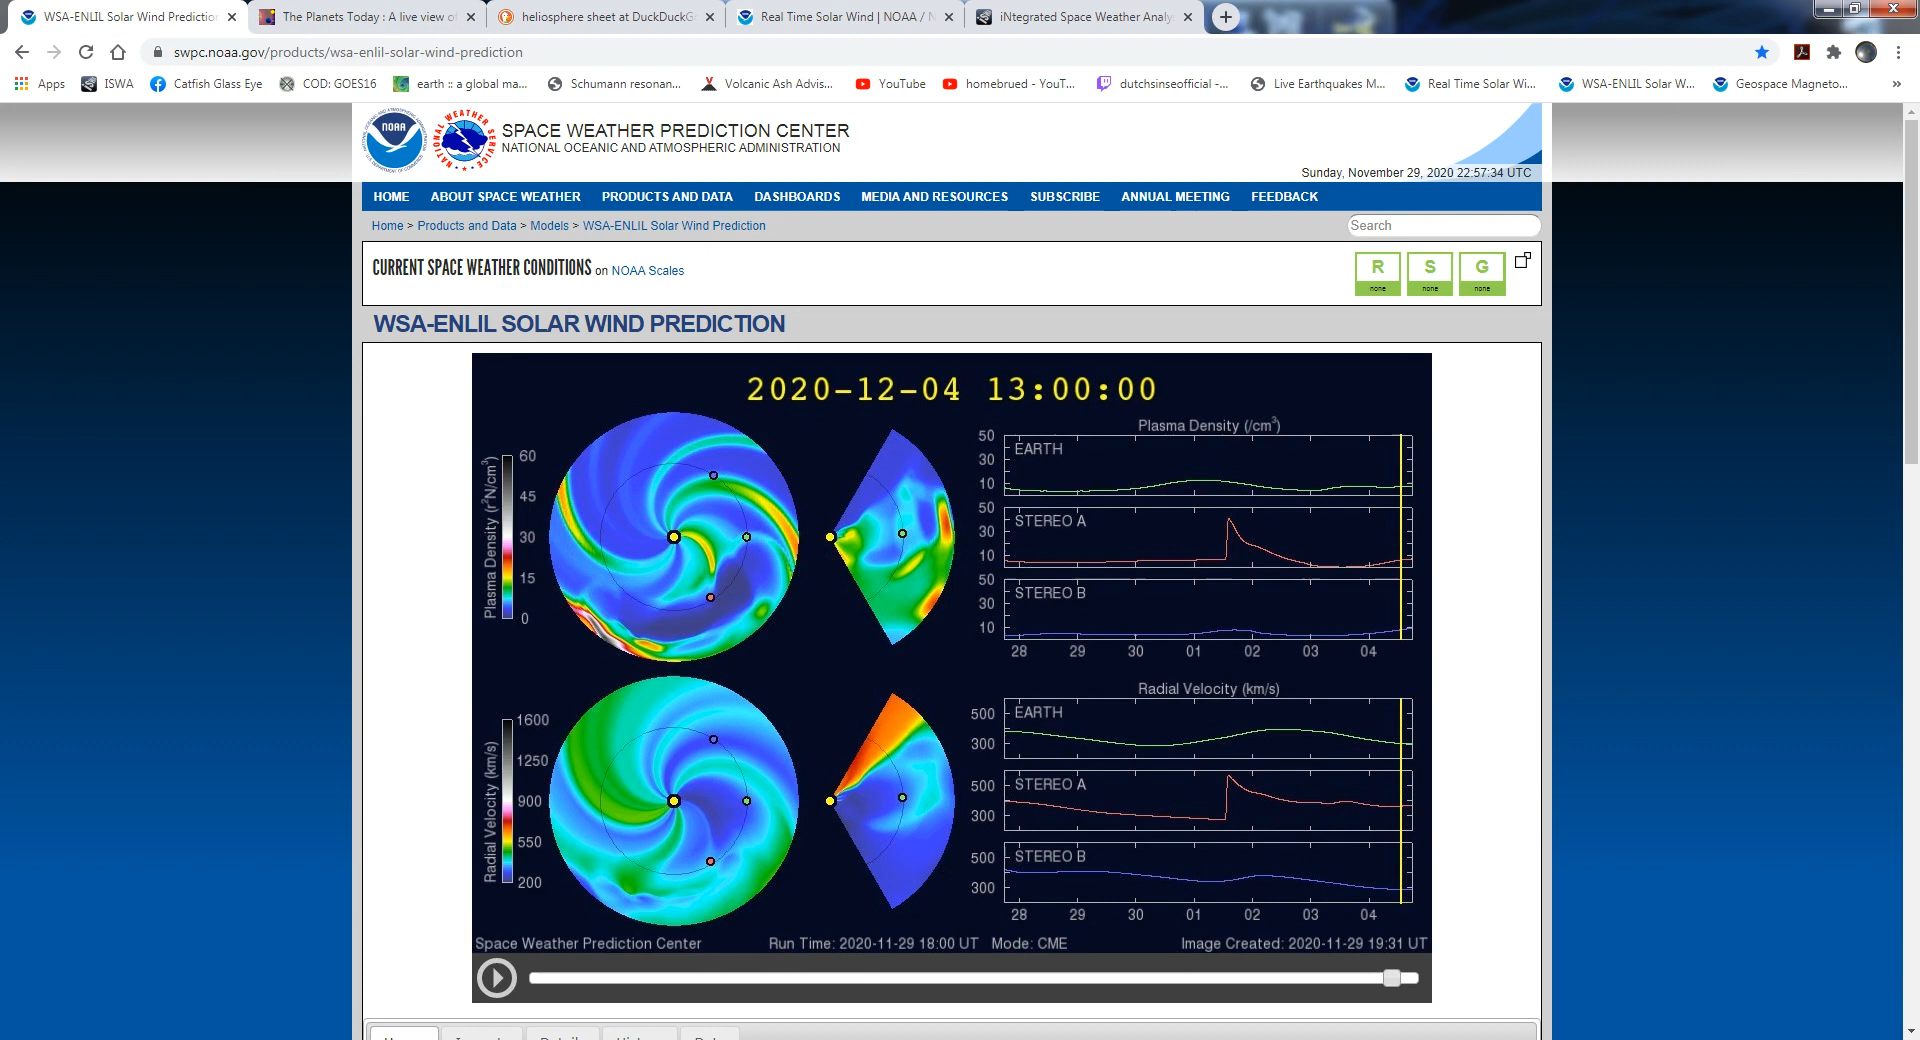 WSA-ENLIL Solar Wind Prediction
The Planets Today : A live view of
heliosphere sheet at DuckDuckG
Real Time Solar Wind | NOAA / N
iNtegrated Space Weather Analy
swpc.noaa.gov/products/wsa-enlil-solar-wind-prediction
Apps ISWA Catfish Glass Eye COD: GOES16 earth :: a global ma... Schumann resonan... Volcanic Ash Advis... YouTube homebrued - YouT... dutchsinseofficial -... Live Earthquakes M... Real Time Solar Wi... WSA-ENLIL Solar W... Geospace Magneto... »
NOAA
NATIONAL WEATHER SERVICE
SPACE WEATHER PREDICTION CENTER
NATIONAL OCEANIC AND ATMOSPHERIC ADMINISTRATION
Sunday, November 29, 2020 22:57:34 UTC
HOME ABOUT SPACE WEATHER PRODUCTS AND DATA DASHBOARDS MEDIA AND RESOURCES SUBSCRIBE ANNUAL MEETING FEEDBACK
Home > Products and Data > Models > WSA-ENLIL Solar Wind Prediction
Search
CURRENT SPACE WEATHER CONDITIONS on NOAA Scales
R S G
none none none
WSA-ENLIL SOLAR WIND PREDICTION
2020-12-04 13:00:00
Plasma Density (r²N/cm³)
60
45
30
15
0
Plasma Density (/cm³)
50
30
10
EARTH
50
30
10
STEREO A
50
30
10
STEREO B
28 29 30 01 02 03 04
Radial Velocity (km/s)
1600
1250
900
550
200
Radial Velocity (km/s)
500
300
EARTH
500
300
STEREO A
500
300
STEREO B
28 29 30 01 02 03 04
Space Weather Prediction Center Run Time: 2020-11-29 18:00 UT Mode: CME Image Created: 2020-11-29 19:31 UT